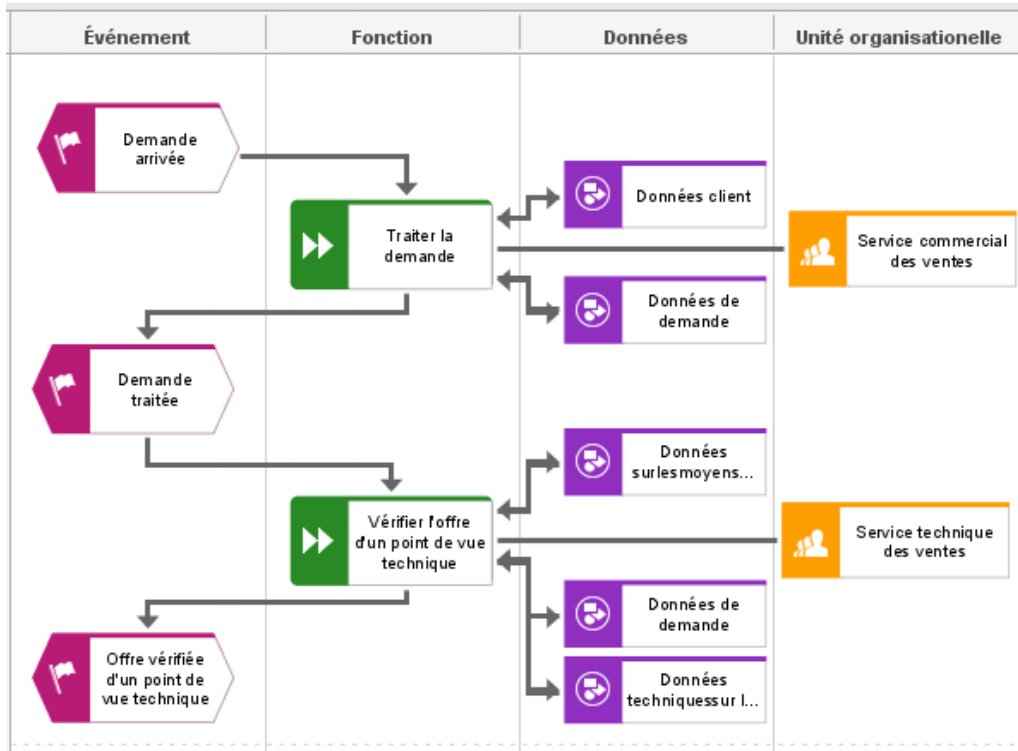 Événement
Fonction
Données
Unité organisationelle
Demande
arrivée
Données client
Traiter la
demande
Service commercial
des ventes
Données de
demande
Demande
traitée
Données
surlesmoyens...
Vérifier l'offre
d'un point de vue
technique
Service technique
des ventes
Données de
demande
Offre vérifiée
d'un point de
vue technique
Données
techniquessur l...